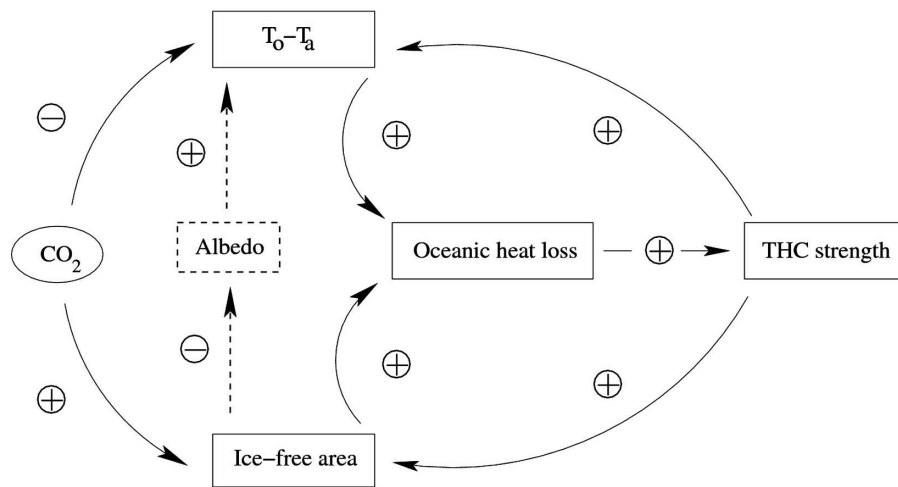 T_o−T_a
−
+
+
+
Albedo
CO_2
Oceanic heat loss
+
THC strength
−
+
+
+
Ice−free area